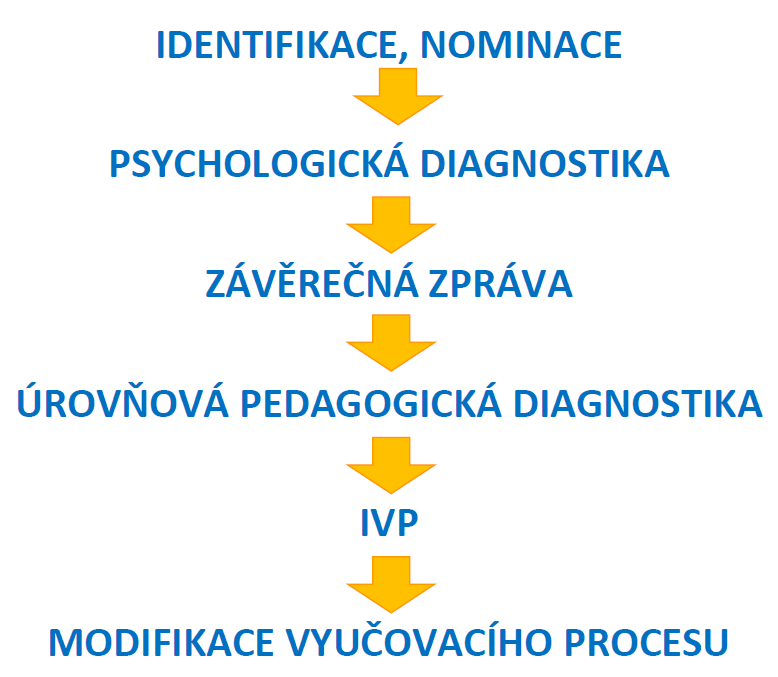 IDENTIFIKACE, NOMINACE
PSYCHOLOGICKÁ DIAGNOSTIKA
ZÁVĚREČNÁ ZPRÁVA
ÚROVŇOVÁ PEDAGOGICKÁ DIAGNOSTIKA
IVP
MODIFIKACE VYUČOVACÍHO PROCESU